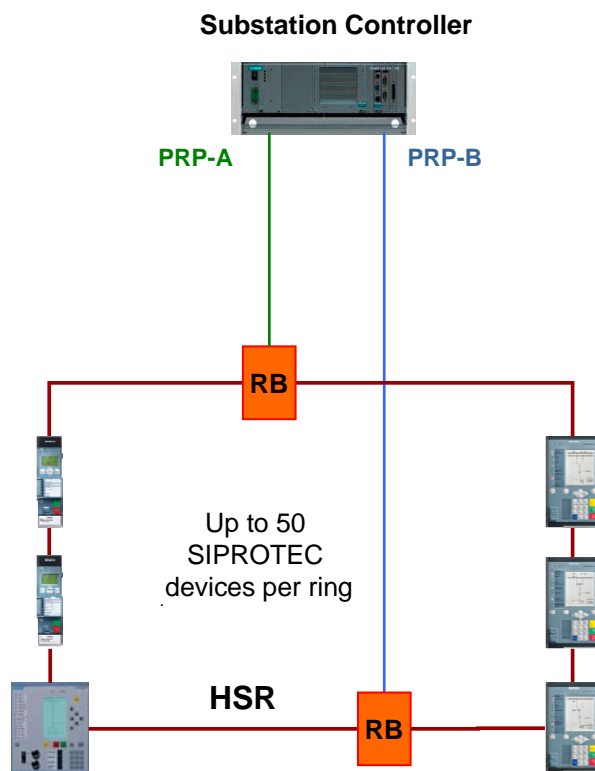 Substation Controller
PRP-A
PRP-B
RB
Up to 50
SIPROTEC
devices per ring
HSR
RB